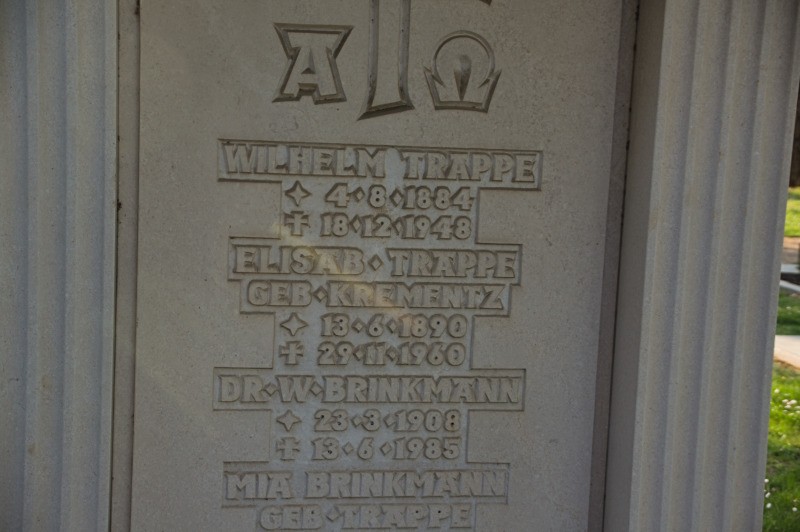 Α Ω
WILHELM TRAPPE
✧ 4·8·1884
✝ 18·12·1948
ELISAB·TRAPPE
GEB·KREMENTZ
✧ 13·6·1890
✝ 29·11·1960
DR·W·BRINKMANN
✧ 23·3·1908
✝ 13·6·1985
MIA BRINKMANN
GEB·TRAPPE